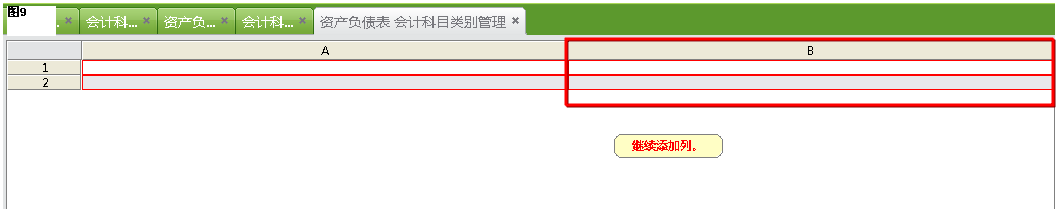 图9
. × 会计科... × 资产负... × 会计科... × 资产负债表 会计科目类别管理 ×
A B
1
2
继续添加列。